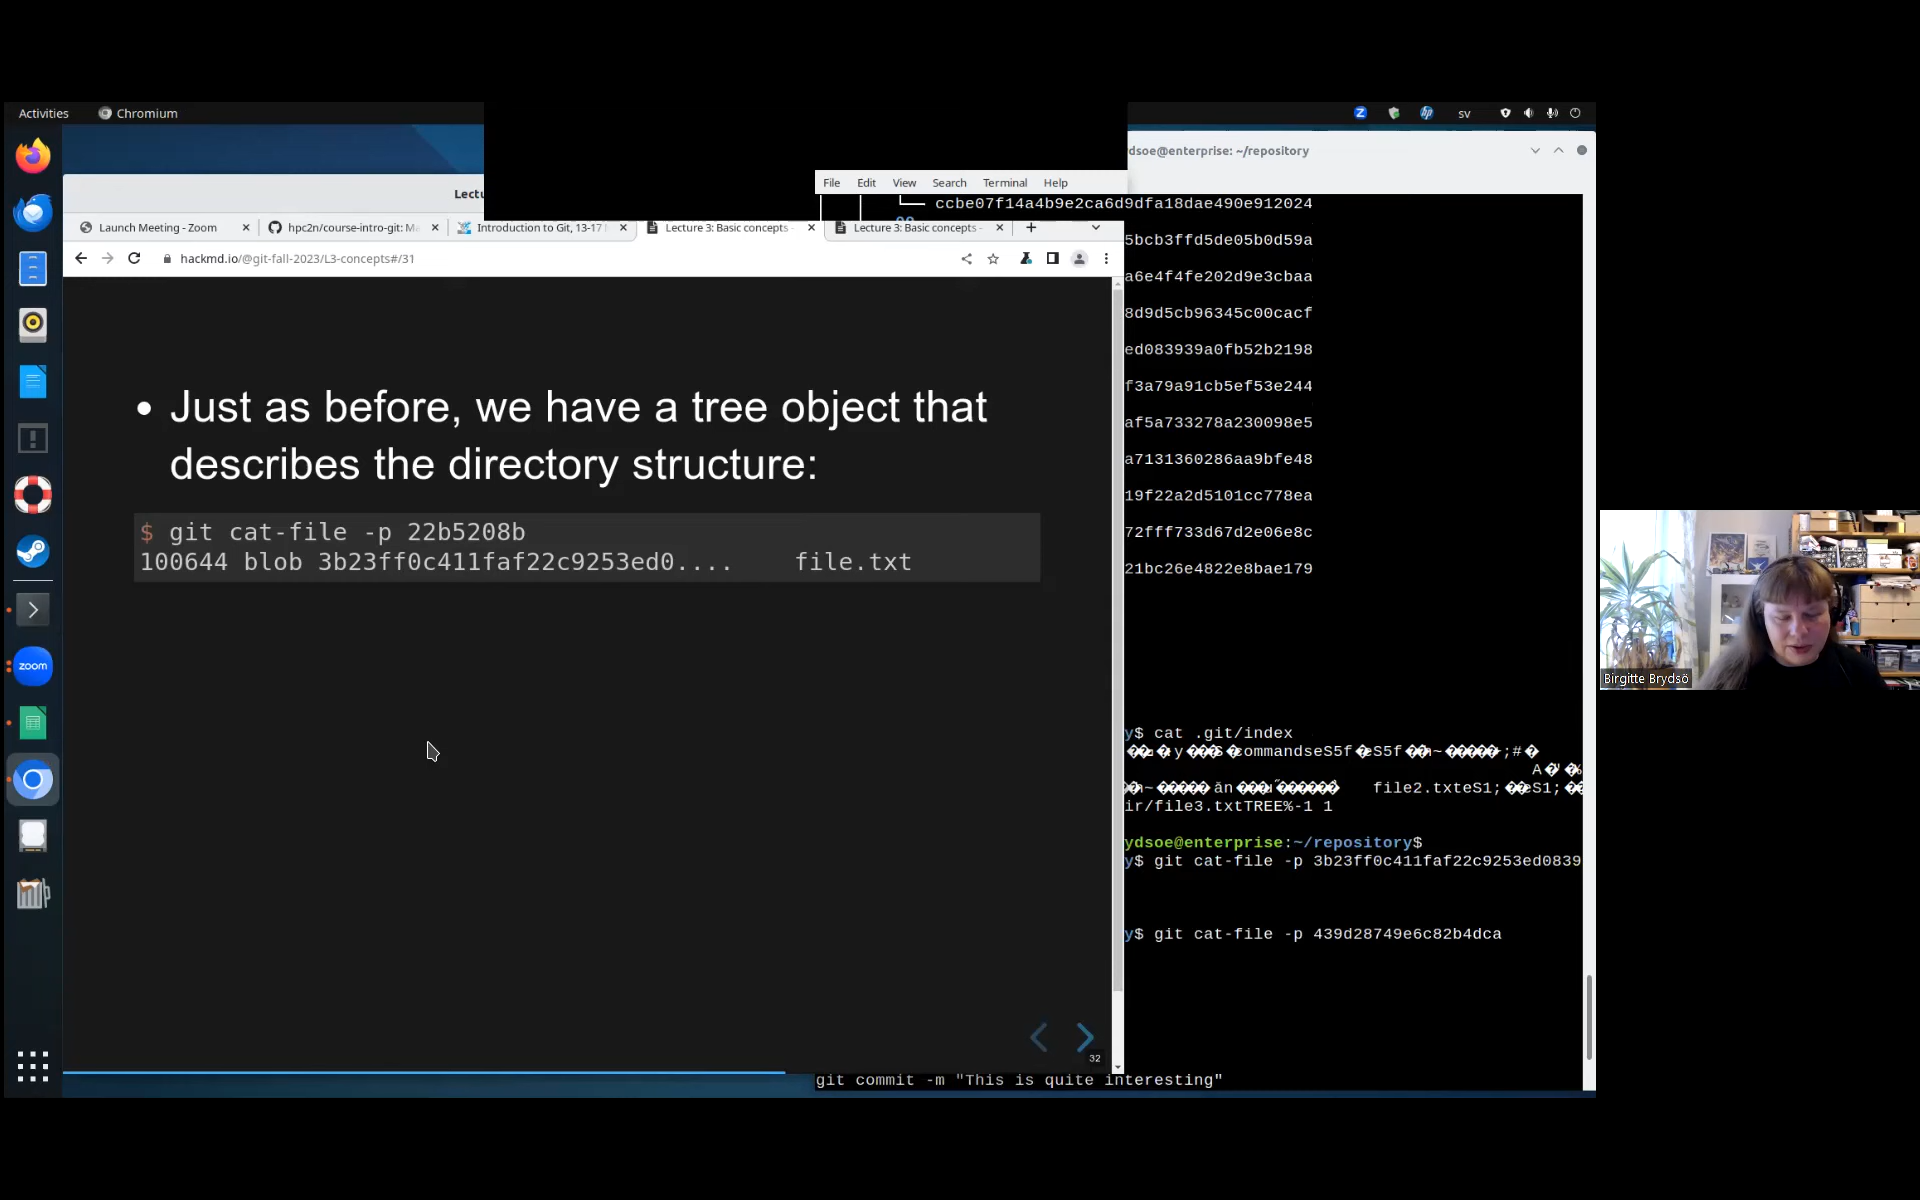 Activities
Chromium
sv
dsoe@enterprise: ~/repository
Lectu
File Edit View Search Terminal Help
ccbe07f14a4b9e2ca6d9dfa18dae490e912024
Launch Meeting - Zoom
hpc2n/course-intro-git: M
Introduction to Git, 13-17
Lecture 3: Basic concepts -
Lecture 3: Basic concepts -
hackmd.io/@git-fall-2023/L3-concepts#/31
5bcb3ffd5de05b0d59a
a6e4f4fe202d9e3cbaa
8d9d5cb96345c00cacf
ed083939a0fb52b2198
f3a79a91cb5ef53e244
af5a733278a230098e5
a7131360286aa9bfe48
19f22a2d5101cc778ea
72fff733d67d2e06e8c
21bc26e4822e8bae179
• Just as before, we have a tree object that
describes the directory structure:
$ git cat-file -p 22b5208b
100644 blob 3b23ff0c411faf22c9253ed0.... file.txt
zoom
32
y$ cat .git/index
commandseS5f
file2.txteS1;
ir/file3.txtTREE%-1 1
ydsoe@enterprise:~/repository$
y$ git cat-file -p 3b23ff0c411faf22c9253ed0839
y$ git cat-file -p 439d28749e6c82b4dca
git commit -m "This is quite interesting"
Birgitte Brydsö